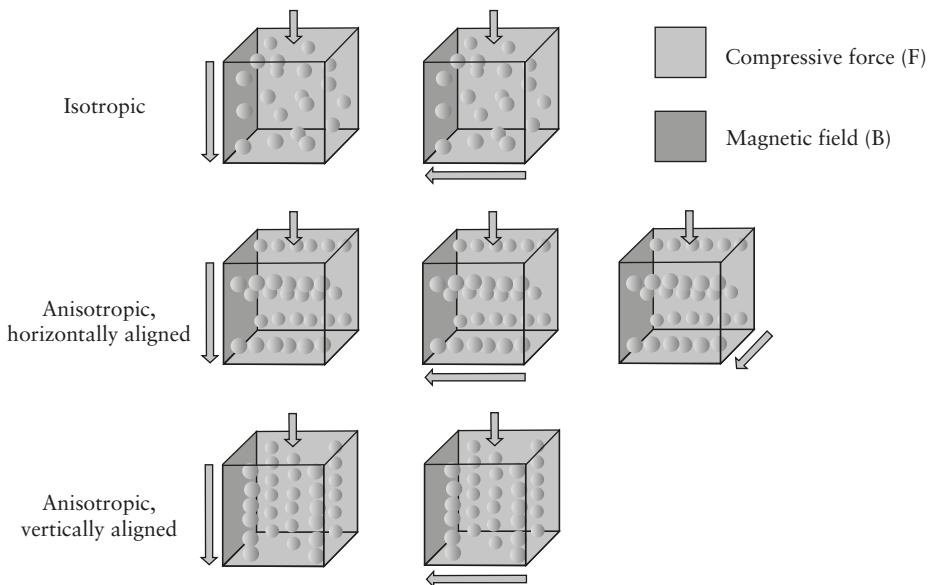 Isotropic
Compressive force (F)
Magnetic field (B)
Anisotropic,
horizontally aligned
Anisotropic,
vertically aligned